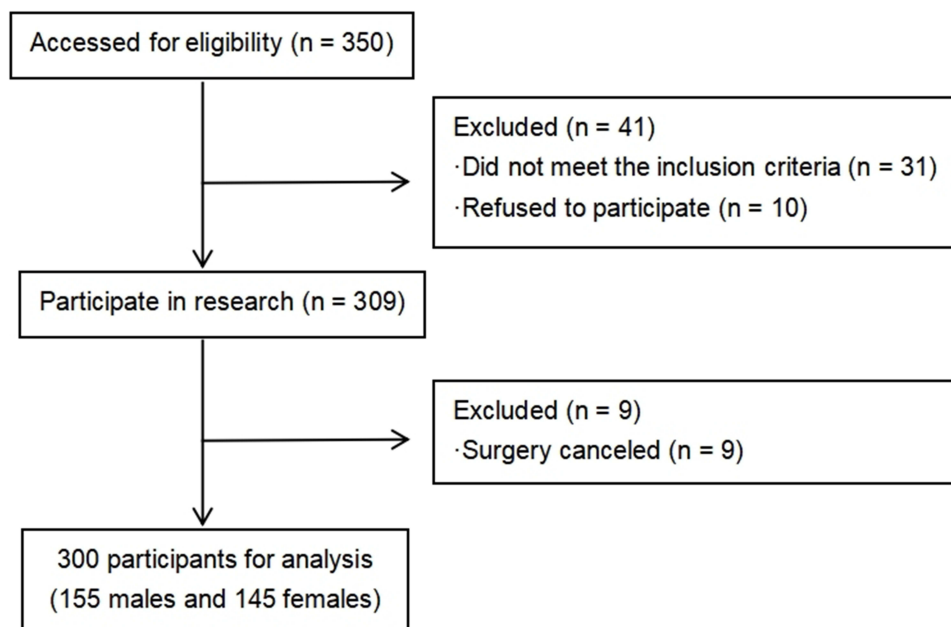 Accessed for eligibility (n = 350)
Excluded (n = 41)
·Did not meet the inclusion criteria (n = 31)
·Refused to participate (n = 10)
Participate in research (n = 309)
Excluded (n = 9)
·Surgery canceled (n = 9)
300 participants for analysis
(155 males and 145 females)